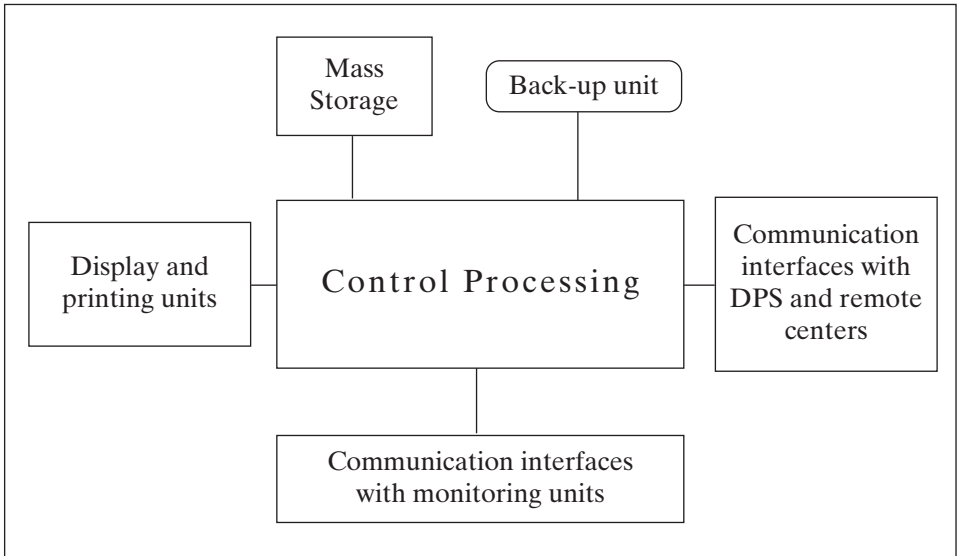 Mass
Storage
Back-up unit
Display and
printing units
Control Processing
Communication
interfaces with
DPS and remote
centers
Communication interfaces
with monitoring units